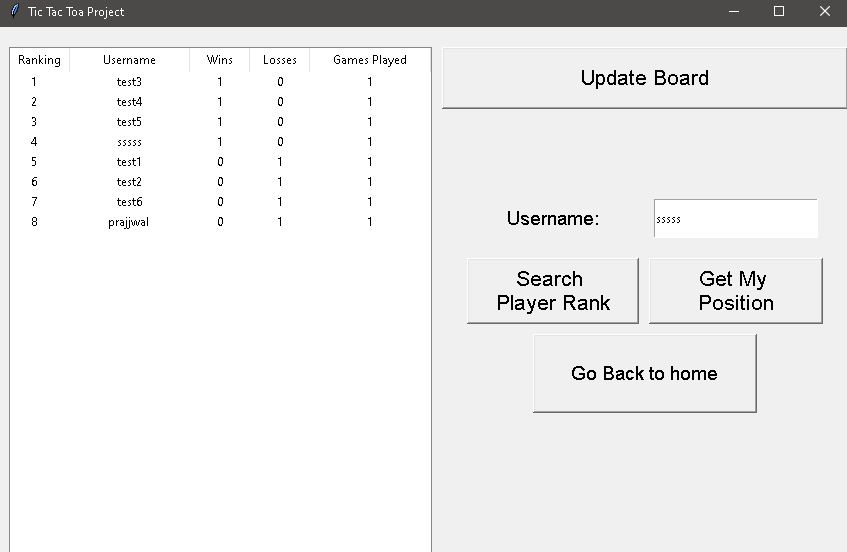 Tic Tac Toa Project
Ranking Username Wins Losses Games Played
1 test3 1 0 1
2 test4 1 0 1
3 test5 1 0 1
4 sssss 1 0 1
5 test1 0 1 1
6 test2 0 1 1
7 test6 0 1 1
8 prajjwal 0 1 1
Update Board
Username: sssss
Search
Player Rank
Get My
Position
Go Back to home